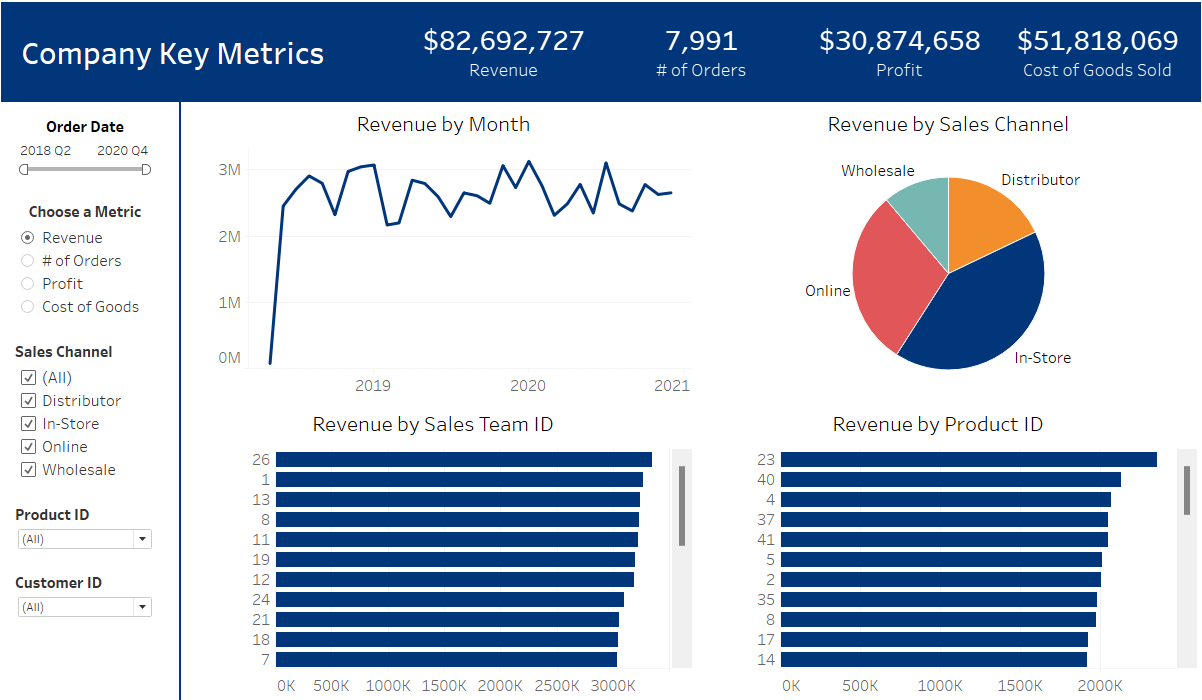 Company Key Metrics
$82,692,727
Revenue
7,991
# of Orders
$30,874,658
Profit
$51,818,069
Cost of Goods Sold
Order Date
2018 Q2 2020 Q4
Choose a Metric
Revenue
# of Orders
Profit
Cost of Goods
Sales Channel
(All)
Distributor
In-Store
Online
Wholesale
Product ID
(All)
Customer ID
(All)
Revenue by Month
3M
2M
1M
0M
2019 2020 2021
Revenue by Sales Channel
Wholesale
Distributor
Online
In-Store
Revenue by Sales Team ID
26
1
13
8
11
19
12
24
21
18
7
0K 500K 1000K 1500K 2000K 2500K 3000K
Revenue by Product ID
23
40
4
37
41
5
2
35
8
17
14
0K 500K 1000K 1500K 2000K